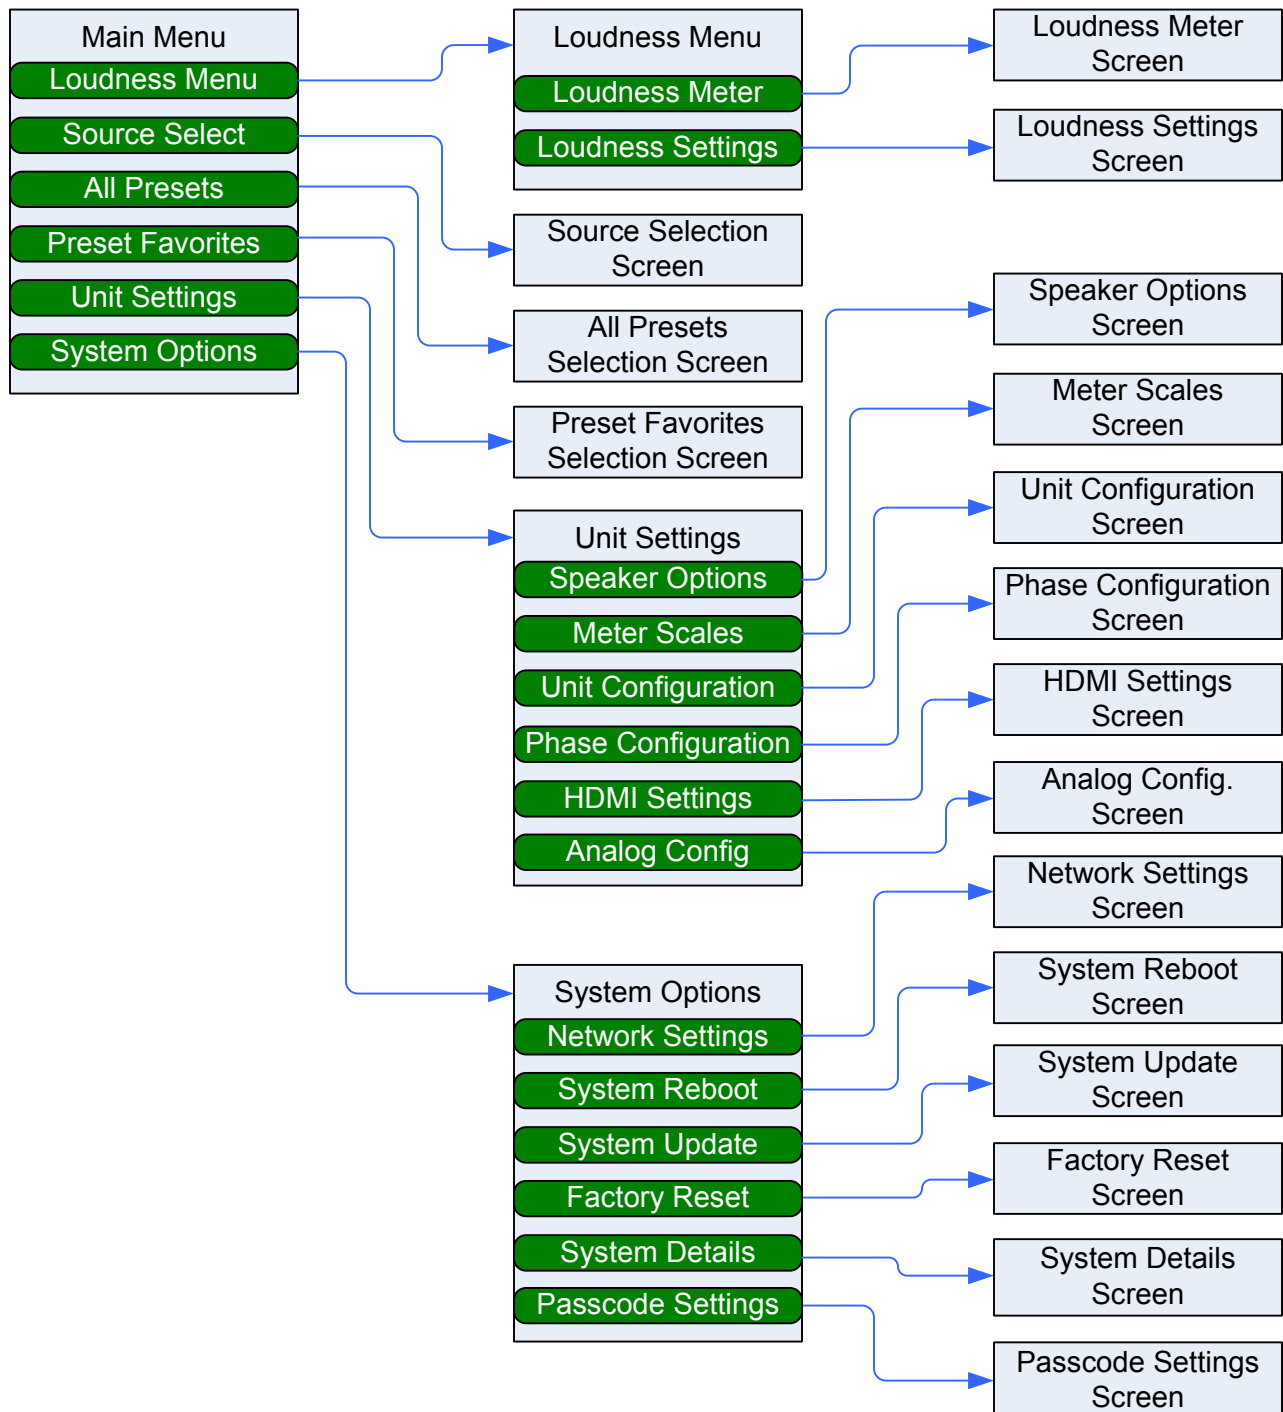 Main Menu
Loudness Menu
Source Select
All Presets
Preset Favorites
Unit Settings
System Options
Loudness Menu
Loudness Meter
Loudness Settings
Source Selection
Screen
All Presets
Selection Screen
Preset Favorites
Selection Screen
Unit Settings
Speaker Options
Meter Scales
Unit Configuration
Phase Configuration
HDMI Settings
Analog Config
System Options
Network Settings
System Reboot
System Update
Factory Reset
System Details
Passcode Settings
Loudness Meter
Screen
Loudness Settings
Screen
Speaker Options
Screen
Meter Scales
Screen
Unit Configuration
Screen
Phase Configuration
Screen
HDMI Settings
Screen
Analog Config.
Screen
Network Settings
Screen
System Reboot
Screen
System Update
Screen
Factory Reset
Screen
System Details
Screen
Passcode Settings
Screen